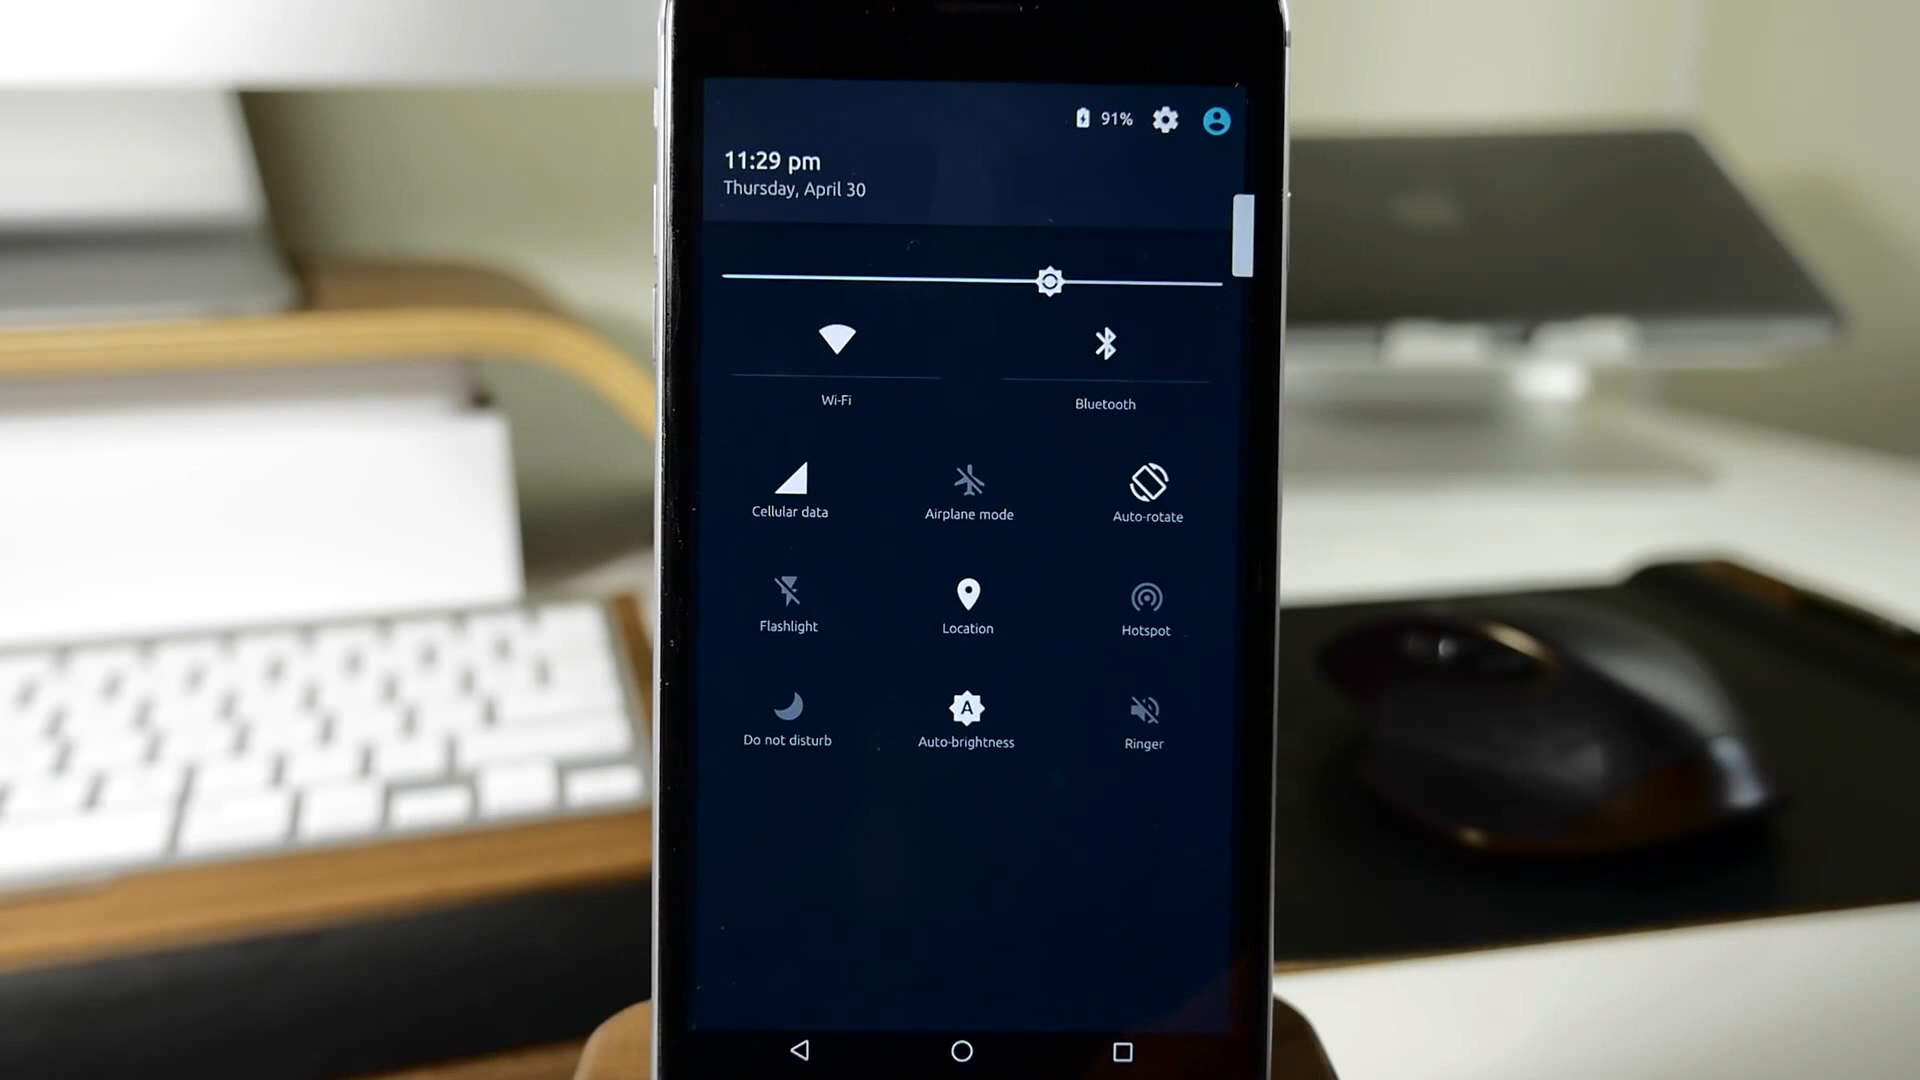 91%
11:29 pm
Thursday, April 30
Wi-Fi
Bluetooth
Cellular data
Airplane mode
Auto-rotate
Flashlight
Location
Hotspot
A
Do not disturb
Auto-brightness
Ringer